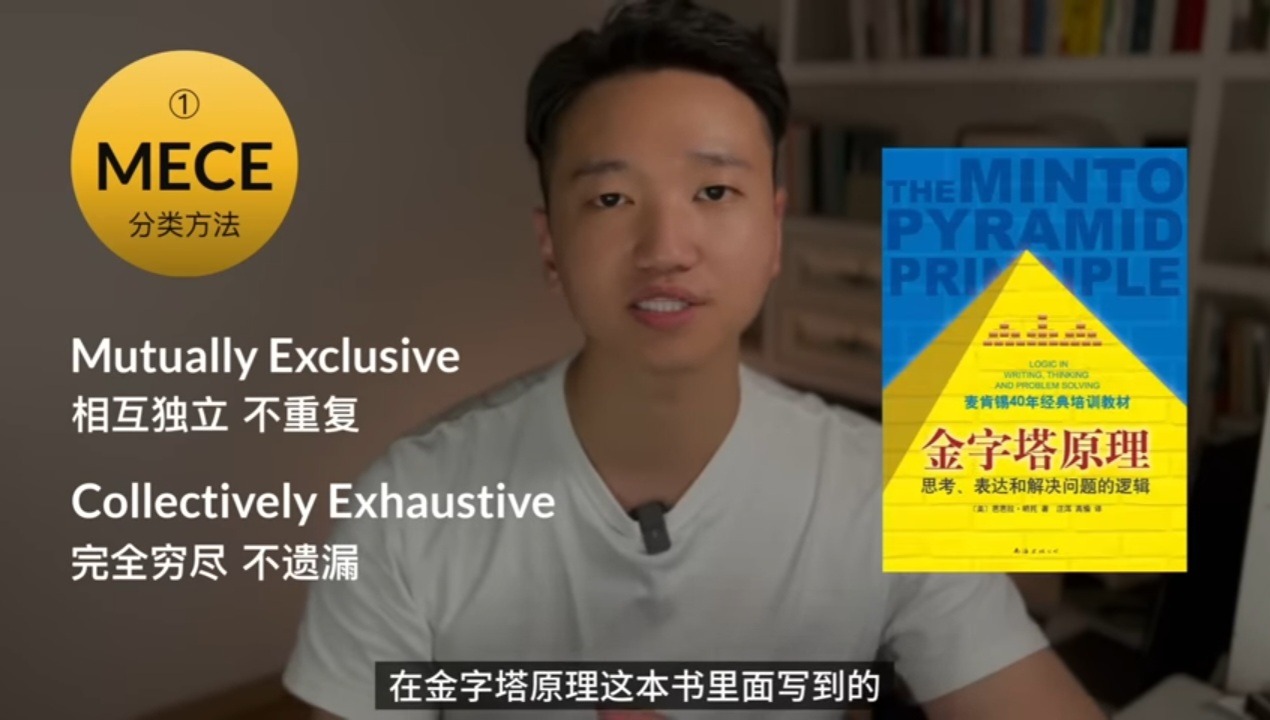 ①
MECE
分类方法
Mutually Exclusive
相互独立 不重复
Collectively Exhaustive
完全穷尽 不遗漏
THE MINTO
PYRAMID
PRINCIPLE
LOGIC IN
WRITING, THINKING
AND PROBLEM SOLVING
麦肯锡40年经典培训教材
金字塔原理
思考、表达和解决问题的逻辑
在金字塔原理这本书里面写到的